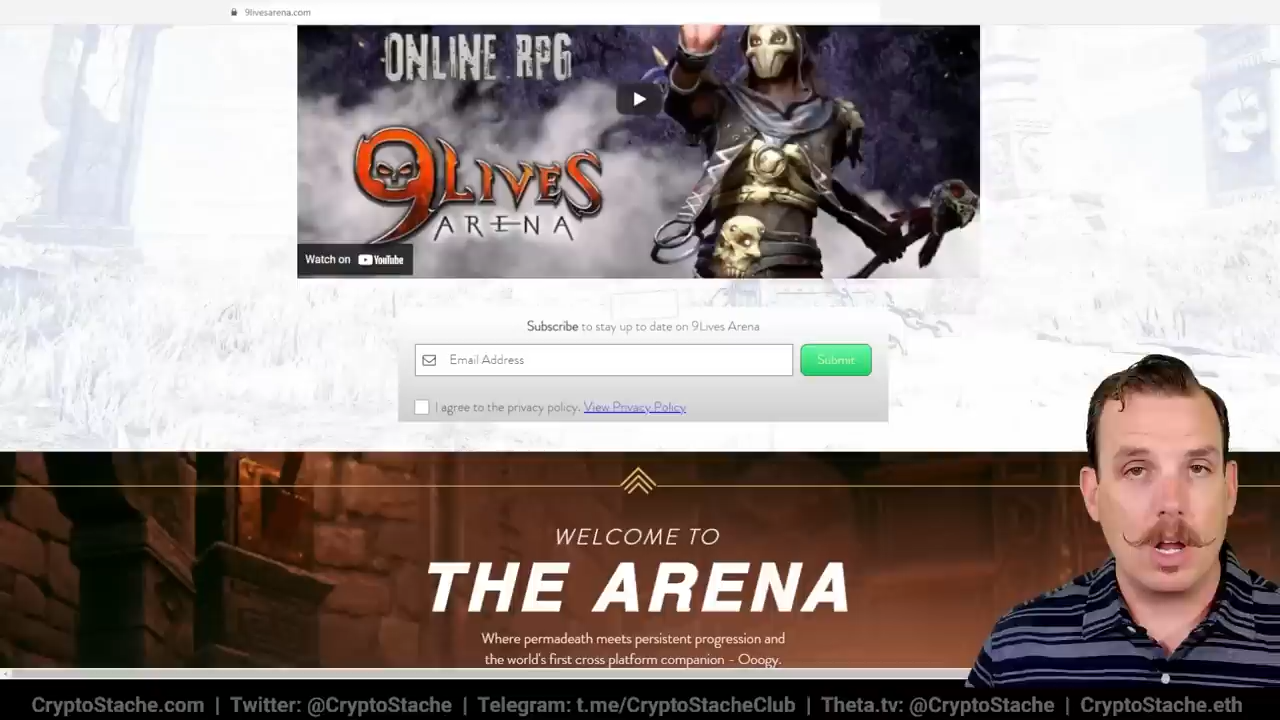 9livesarena.com
ONLINE RPG
9LIVES
ARENA
Watch on YouTube
Subscribe to stay up to date on 9Lives Arena
Email Address
Submit
I agree to the privacy policy. View Privacy Policy
WELCOME TO
THE ARENA
Where permadeath meets persistent progression and
the world's first cross platform companion - Ooogy.
CryptoStache.com | Twitter: @CryptoStache | Telegram: t.me/CryptoStacheClub | Theta.tv: @CryptoStache | CryptoStache.eth